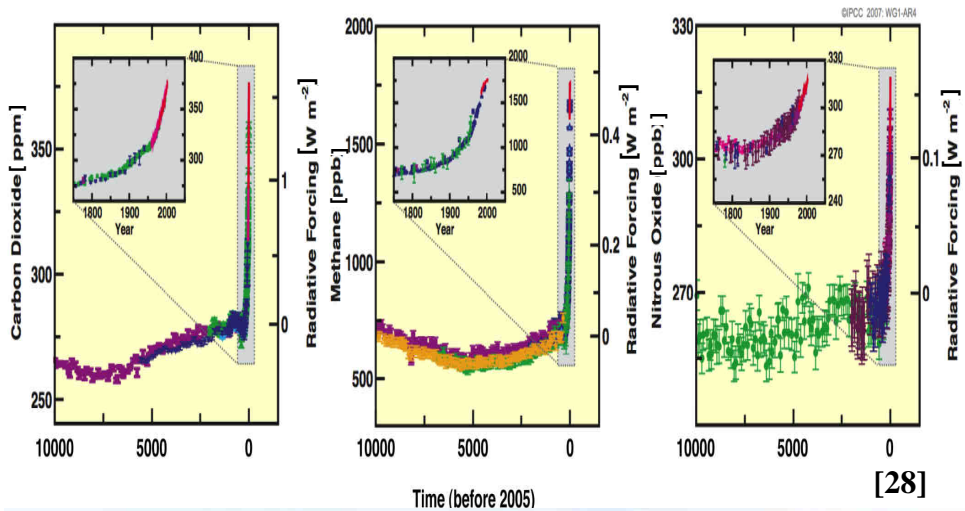 ©IPCC 2007: WG1-AR4
Carbon Dioxide [ppm]
350
300
250
400
350
300
1800 1900 2000
Year
1
0
Radiative Forcing [W m-2]
10000 5000 0
Methane [ppb]
2000
1500
1000
500
2000
1500
1000
500
1800 1900 2000
Year
0.4
0.2
0
Radiative Forcing [W m-2]
10000 5000 0
Nitrous Oxide [ppb]
330
300
270
330
300
270
240
1800 1900 2000
Year
0.1
0
Radiative Forcing [W m-2]
10000 5000 0
Time (before 2005)
[28]